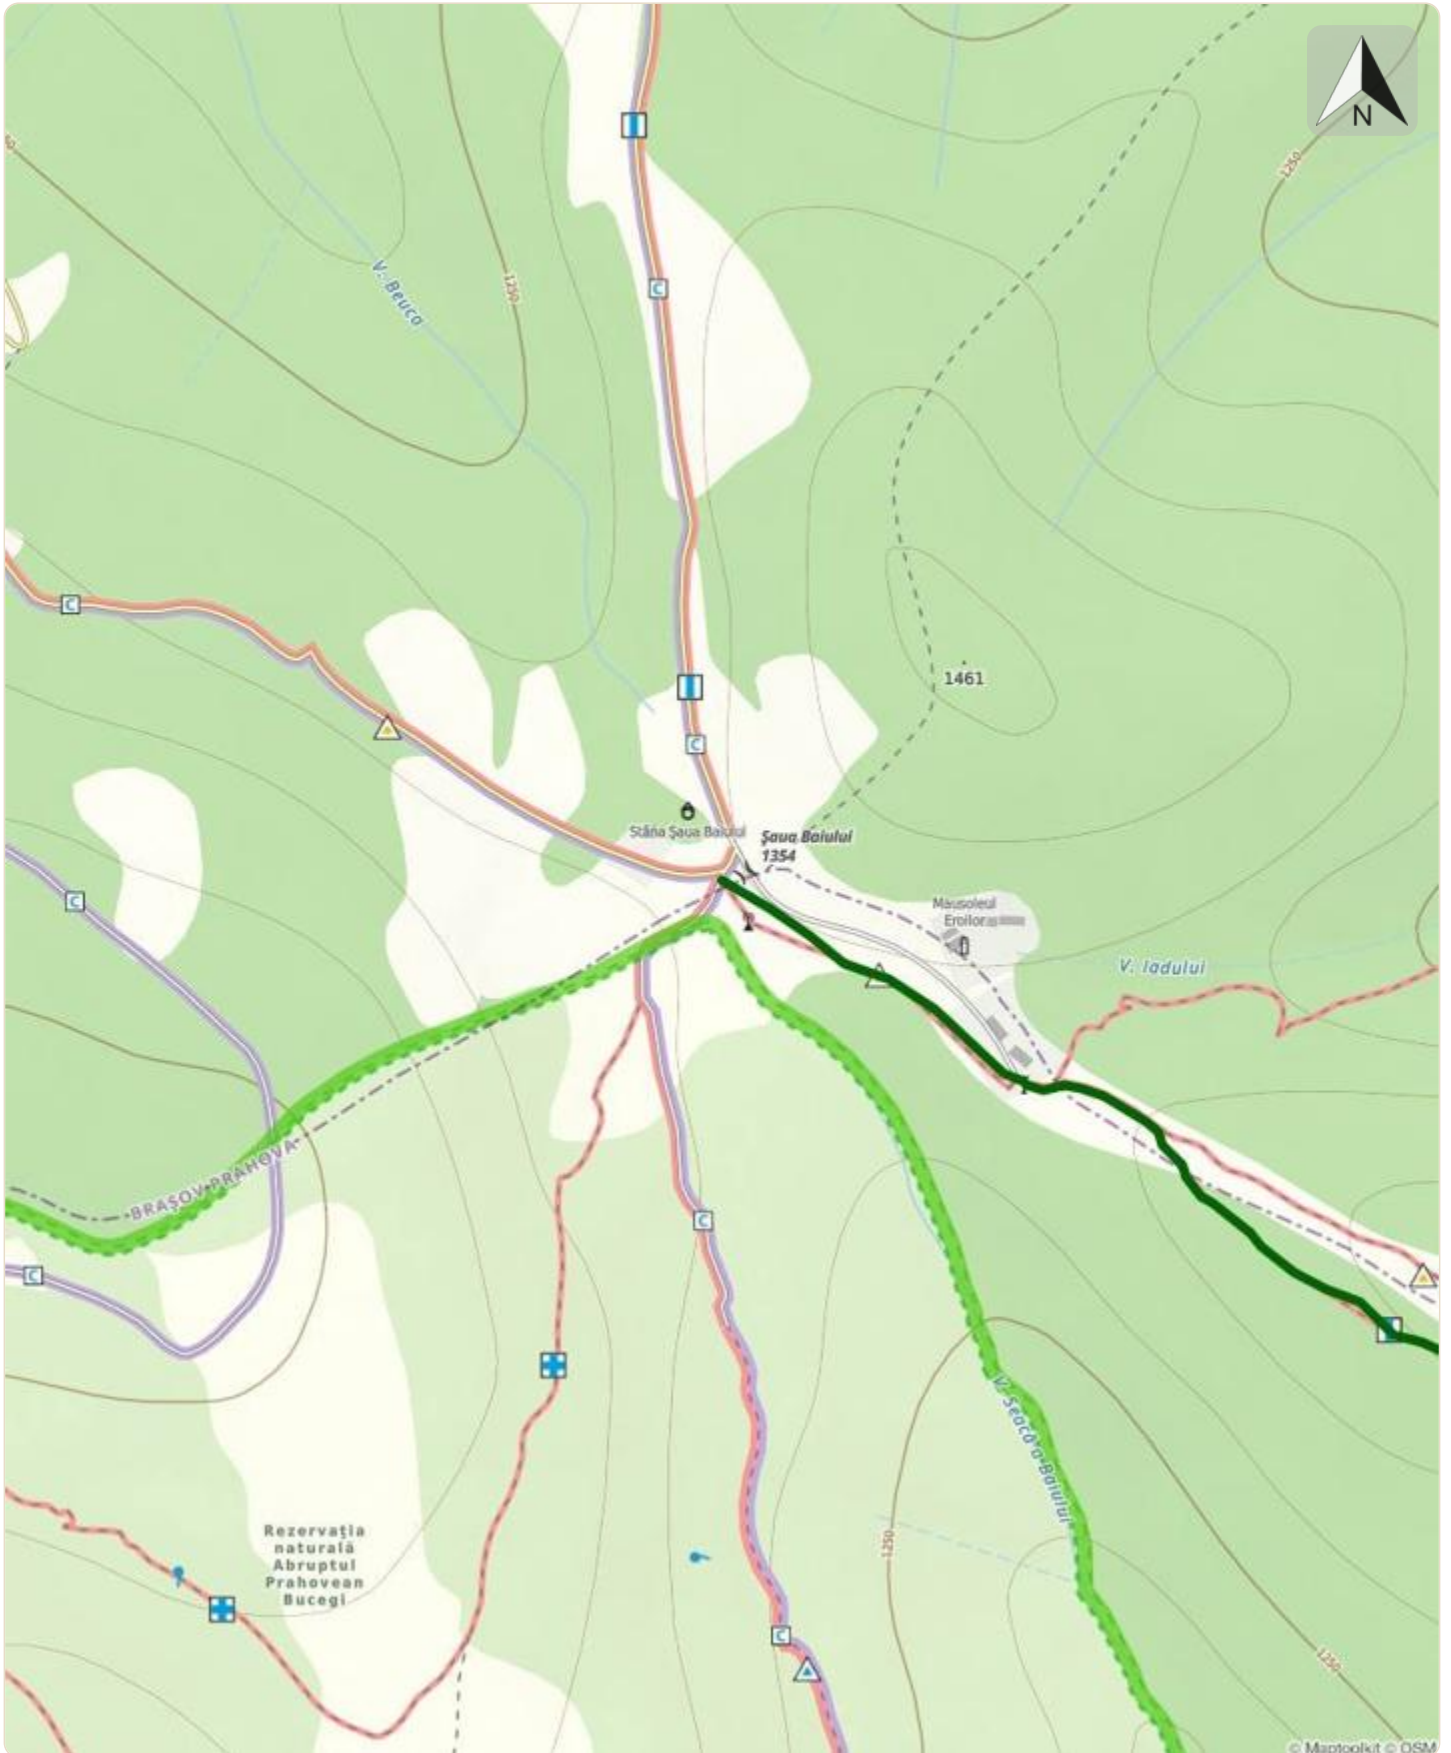 N
1250
1250
V. Beuca
C
C
1461
C
Stâna Șaua Baiului
Șaua Baiului
1354
C
Mausoleul
Eroilor
V. Iadului
BRAȘOV
PRAHOVA
C
C
V. Seacă a Baiului
1250
Rezervația
naturală
Abruptul
Prahovean
Bucegi
C
1250
© Maptoolkit © OSM